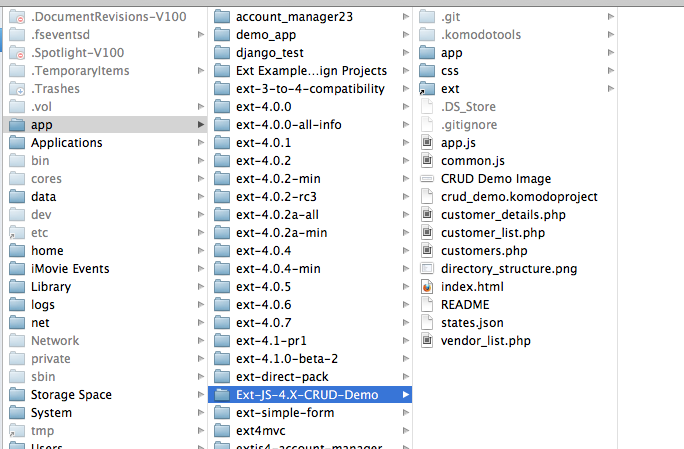 .DocumentRevisions-V100
.fseventsd
.Spotlight-V100
.TemporaryItems
.Trashes
.vol
app
Applications
bin
cores
data
dev
etc
home
iMovie Events
Library
logs
net
Network
private
sbin
Storage Space
System
tmp
Users
account_manager23
demo_app
django_test
Ext Example...ign Projects
ext-3-to-4-compatibility
ext-4.0.0
ext-4.0.0-all-info
ext-4.0.1
ext-4.0.2
ext-4.0.2-min
ext-4.0.2-rc3
ext-4.0.2a-all
ext-4.0.2a-min
ext-4.0.4
ext-4.0.4-min
ext-4.0.5
ext-4.0.6
ext-4.0.7
ext-4.1-pr1
ext-4.1.0-beta-2
ext-direct-pack
Ext-JS-4.X-CRUD-Demo
ext-simple-form
ext4mvc
extjs4-account-manager
.git
.komodotools
app
css
ext
.DS_Store
.gitignore
app.js
common.js
CRUD Demo Image
crud_demo.komodoproject
customer_details.php
customer_list.php
customers.php
directory_structure.png
index.html
README
states.json
vendor_list.php